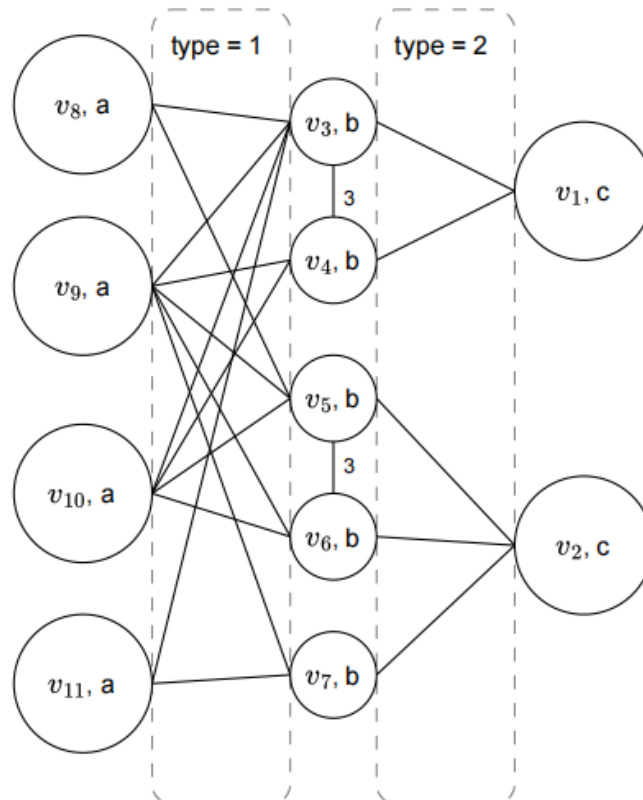 type = 1
type = 2
v₈, a
v₃, b
v₁, c
3
v₉, a
v₄, b
v₅, b
3
v₁₀, a
v₆, b
v₂, c
v₁₁, a
v₇, b